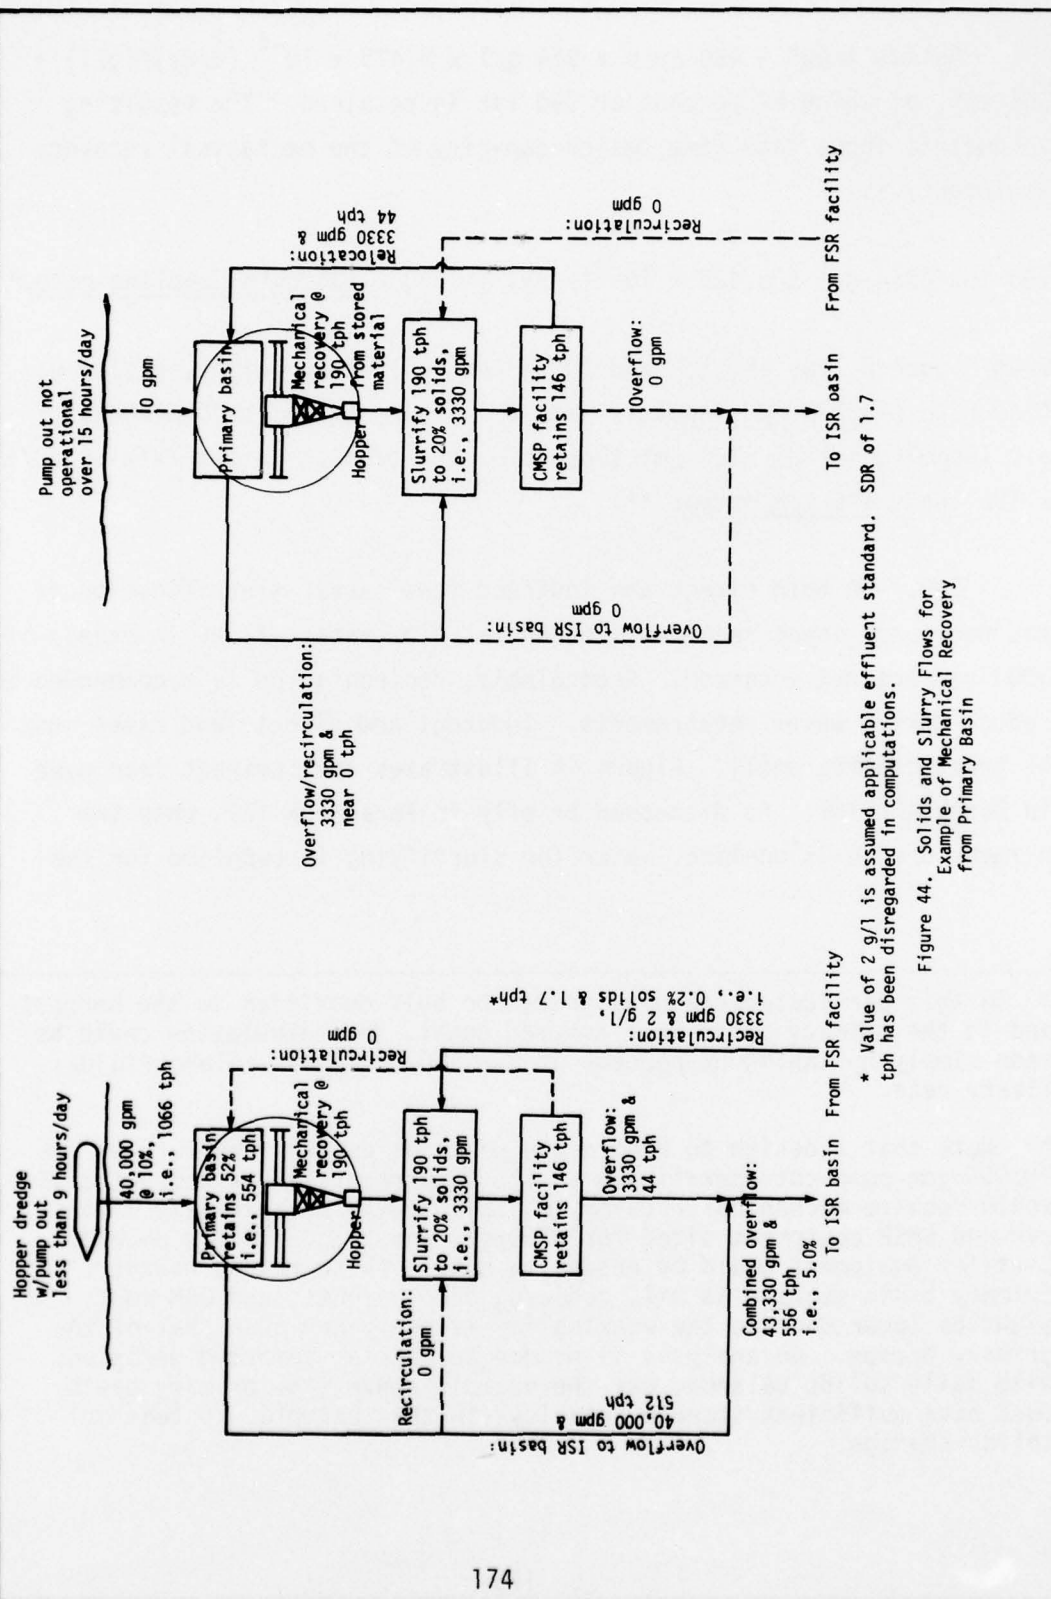 Hopper dredge
w/pump out
less than 9 hours/day
40,000 gpm
@ 10%,
i.e., 1066 tph
Primary basin
retains 52%
i.e., 554 tph
Mechanical
recovery @
190 tph
Hopper
Recirculation:
0 gpm
Slurrify 190 tph
to 20% solids,
i.e., 3330 gpm
Recirculation:
0 gpm
Recirculation:
3330 gpm & 2 g/l,
i.e., 0.2% solids & 1.7 tph*
CMSP facility
retains 146 tph
Overflow:
3330 gpm &
44 tph
Overflow to ISR basin:
40,000 gpm &
512 tph
Combined overflow:
43,330 gpm &
556 tph
i.e., 5.0%
To ISR basin
From FSR facility
Pump out not
operational
over 15 hours/day
0 gpm
Primary basin
Mechanical
recovery @
190 tph
from stored
material
Hopper
Relocation:
3330 gpm &
44 tph
Slurrify 190 tph
to 20% solids,
i.e., 3330 gpm
Recirculation:
0 gpm
CMSP facility
retains 146 tph
Overflow:
0 gpm
Overflow/recirculation:
3330 gpm &
near 0 tph
Overflow to ISR basin:
0 gpm
To ISR oasin
From FSR facility
* Value of 2 g/l is assumed applicable effluent standard. SDR of 1.7
tph has been disregarded in computations.
Figure 44. Solids and Slurry Flows for
Example of Mechanical Recovery
from Primary Basin
174